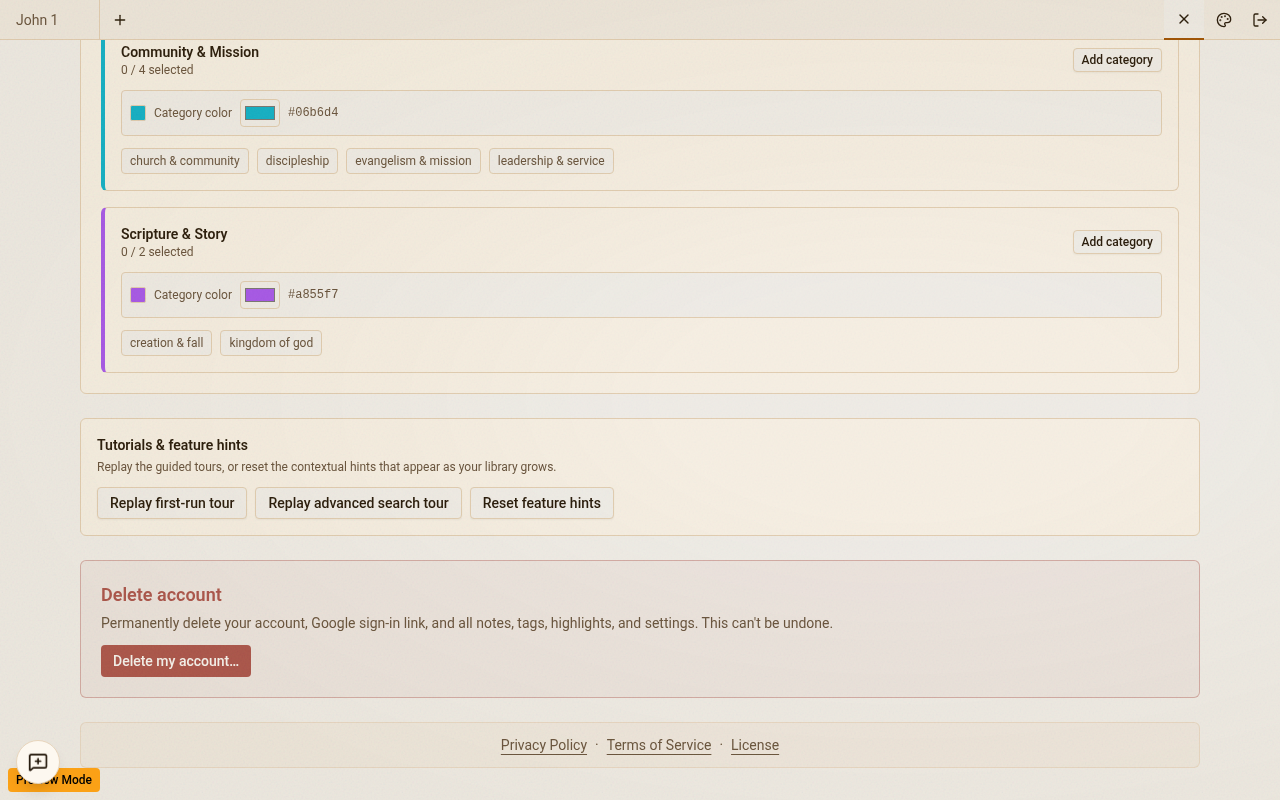 John 1
Community & Mission
0 / 4 selected
Add category
Category color
#06b6d4
church & community
discipleship
evangelism & mission
leadership & service
Scripture & Story
0 / 2 selected
Add category
Category color
#a855f7
creation & fall
kingdom of god
Tutorials & feature hints
Replay the guided tours, or reset the contextual hints that appear as your library grows.
Replay first-run tour
Replay advanced search tour
Reset feature hints
Delete account
Permanently delete your account, Google sign-in link, and all notes, tags, highlights, and settings. This can't be undone.
Delete my account…
Privacy Policy · Terms of Service · License
Mode